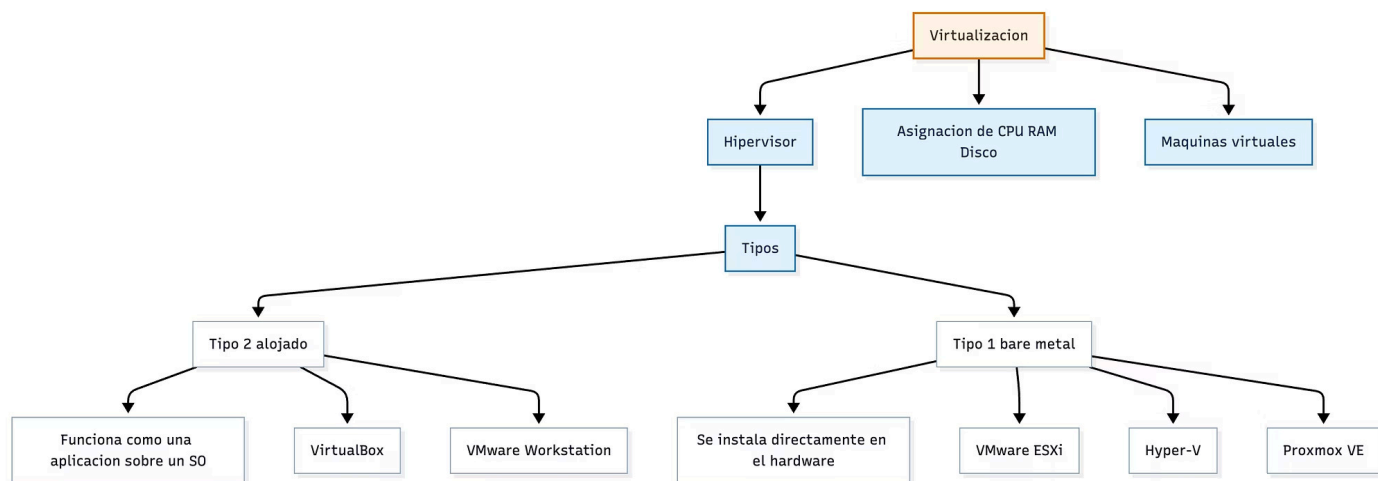 Virtualizacion
Hipervisor
Asignacion de CPU RAM
Disco
Maquinas virtuales
Tipos
Tipo 2 alojado
Tipo 1 bare metal
Funciona como una
aplicacion sobre un SO
VirtualBox
VMware Workstation
Se instala directamente en
el hardware
VMware ESXi
Hyper-V
Proxmox VE